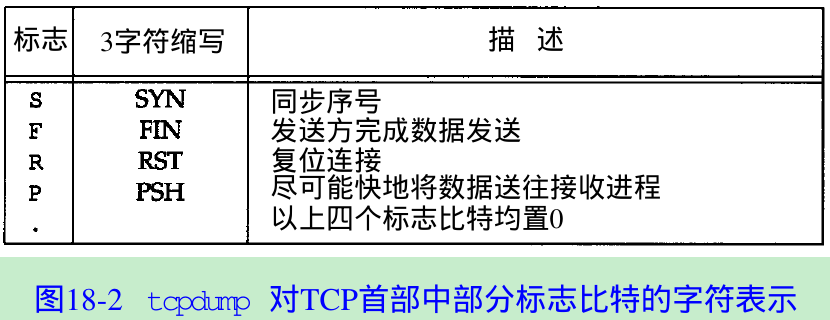 标志 3字符缩写 描 述
S SYN 同步序号
F FIN 发送方完成数据发送
R RST 复位连接
P PSH 尽可能快地将数据送往接收进程
. 以上四个标志比特均置0
图18-2 tcpdump 对TCP首部中部分标志比特的字符表示